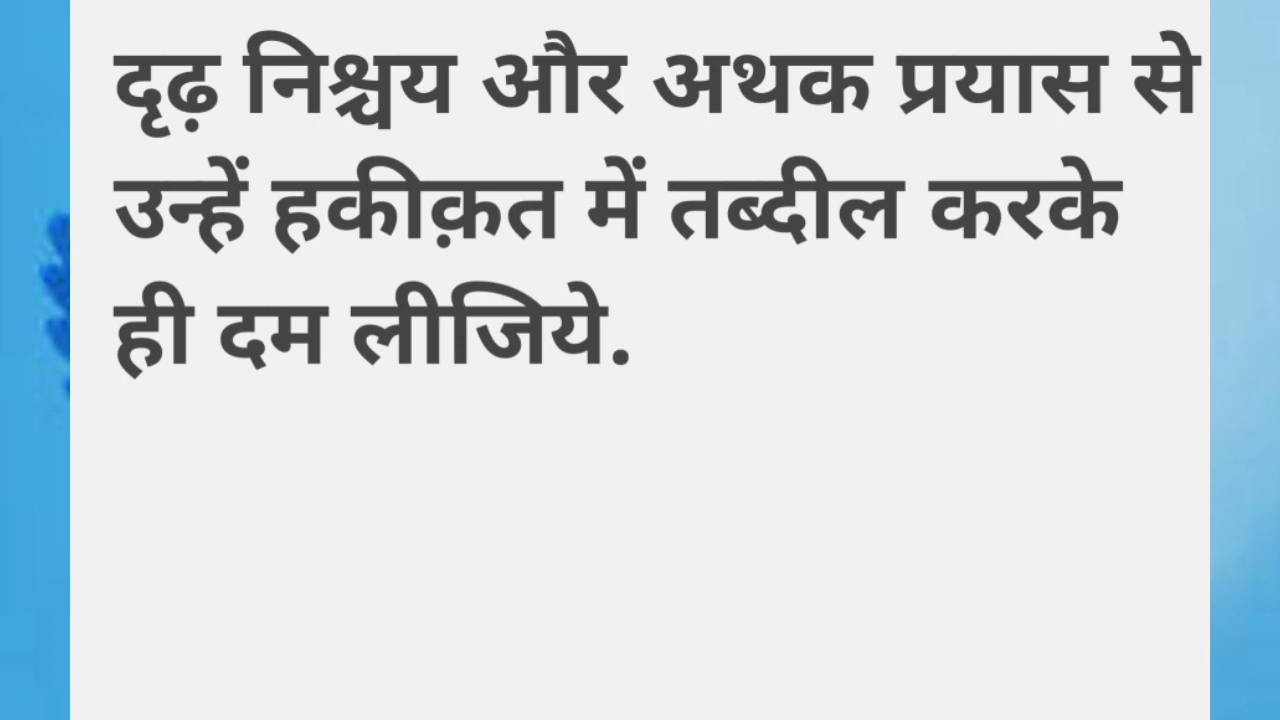 दृढ़ निश्चय और अथक प्रयास से
उन्हें हकीक़त में तब्दील करके
ही दम लीजिये.